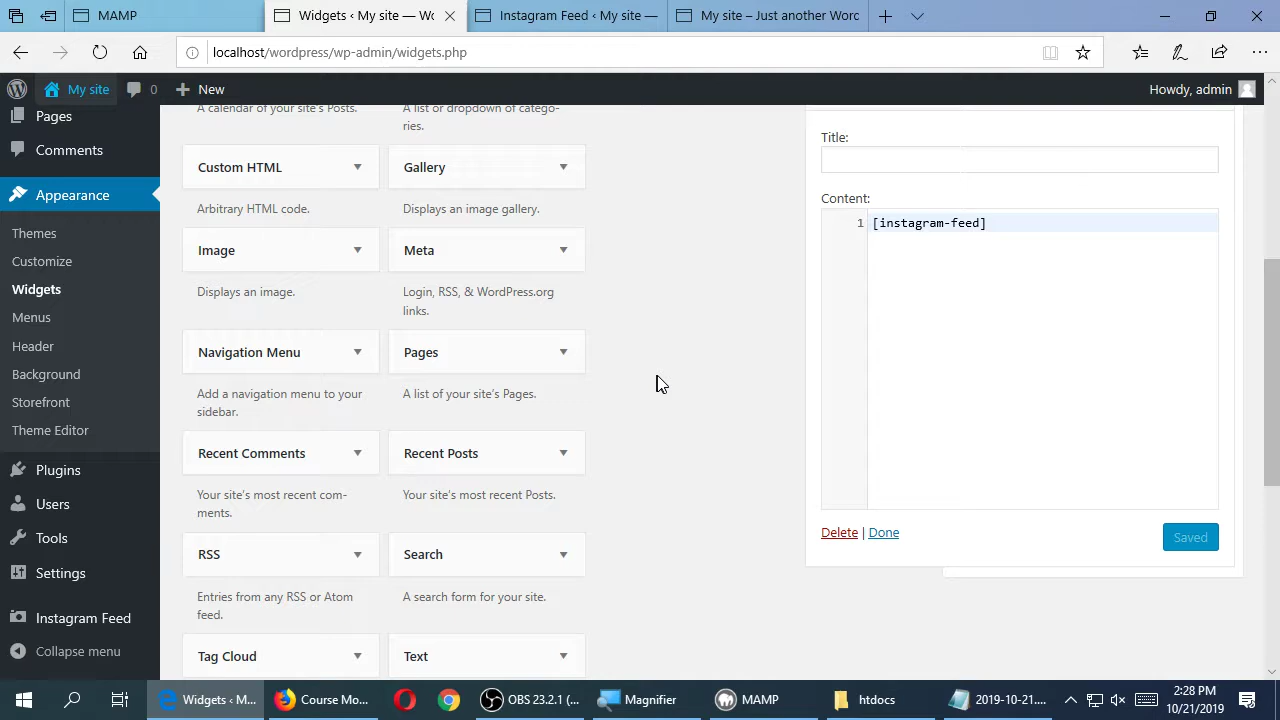 MAMP
Widgets ‹ My site — Wo
Instagram Feed ‹ My site —
My site – Just another Word
localhost/wordpress/wp-admin/widgets.php
My site
0
New
Howdy, admin
Pages
Comments
Appearance
Themes
Customize
Widgets
Menus
Header
Background
Storefront
Theme Editor
Plugins
Users
Tools
Settings
Instagram Feed
Collapse menu
A calendar of your site's Posts.
A list or dropdown of catego-
ries.
Custom HTML
Gallery
Arbitrary HTML code.
Displays an image gallery.
Image
Meta
Displays an image.
Login, RSS, & WordPress.org
links.
Navigation Menu
Pages
Add a navigation menu to your
sidebar.
A list of your site's Pages.
Recent Comments
Recent Posts
Your site's most recent com-
ments.
Your site's most recent Posts.
RSS
Search
Entries from any RSS or Atom
feed.
A search form for your site.
Tag Cloud
Text
Title:
Content:
1 [instagram-feed]
Delete | Done
Saved
Widgets ‹ M...
Course Mo...
OBS 23.2.1 (...
Magnifier
MAMP
htdocs
2019-10-21....
2:28 PM
10/21/2019